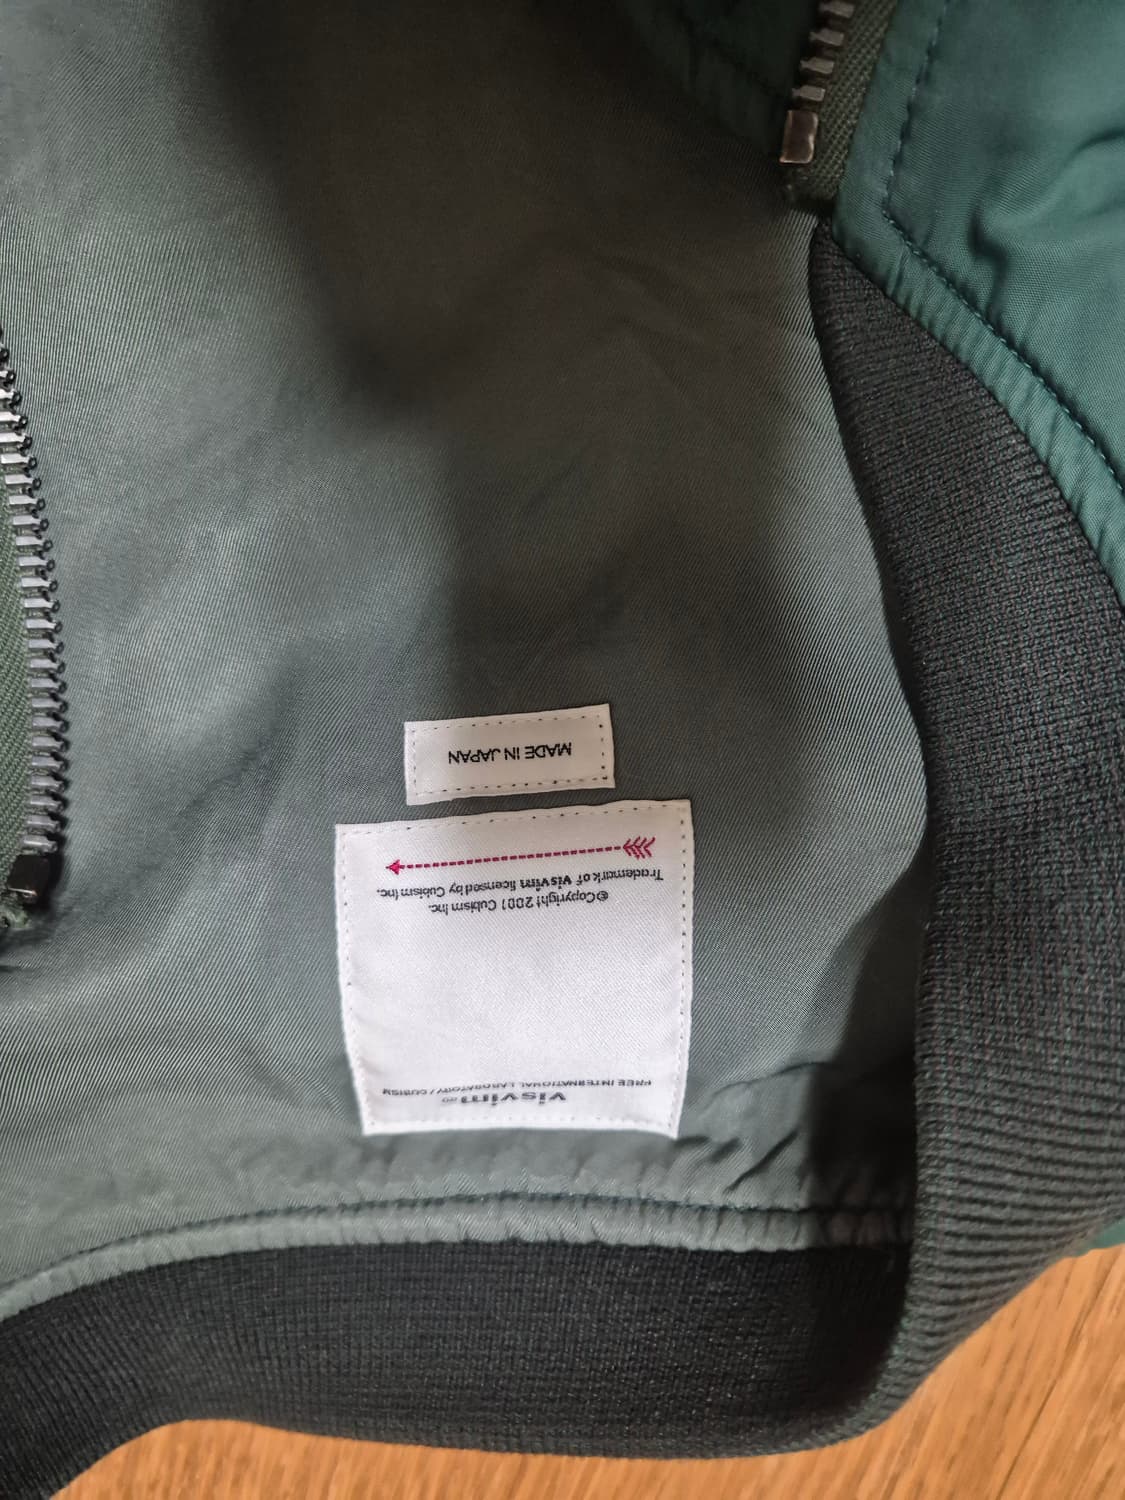 visvim
FREE INTERNATIONAL LABORATORY / CUBISM
©Copyright 2001 Cubism Inc.
Trademark of visvim licensed by Cubism Inc.
MADE IN JAPAN